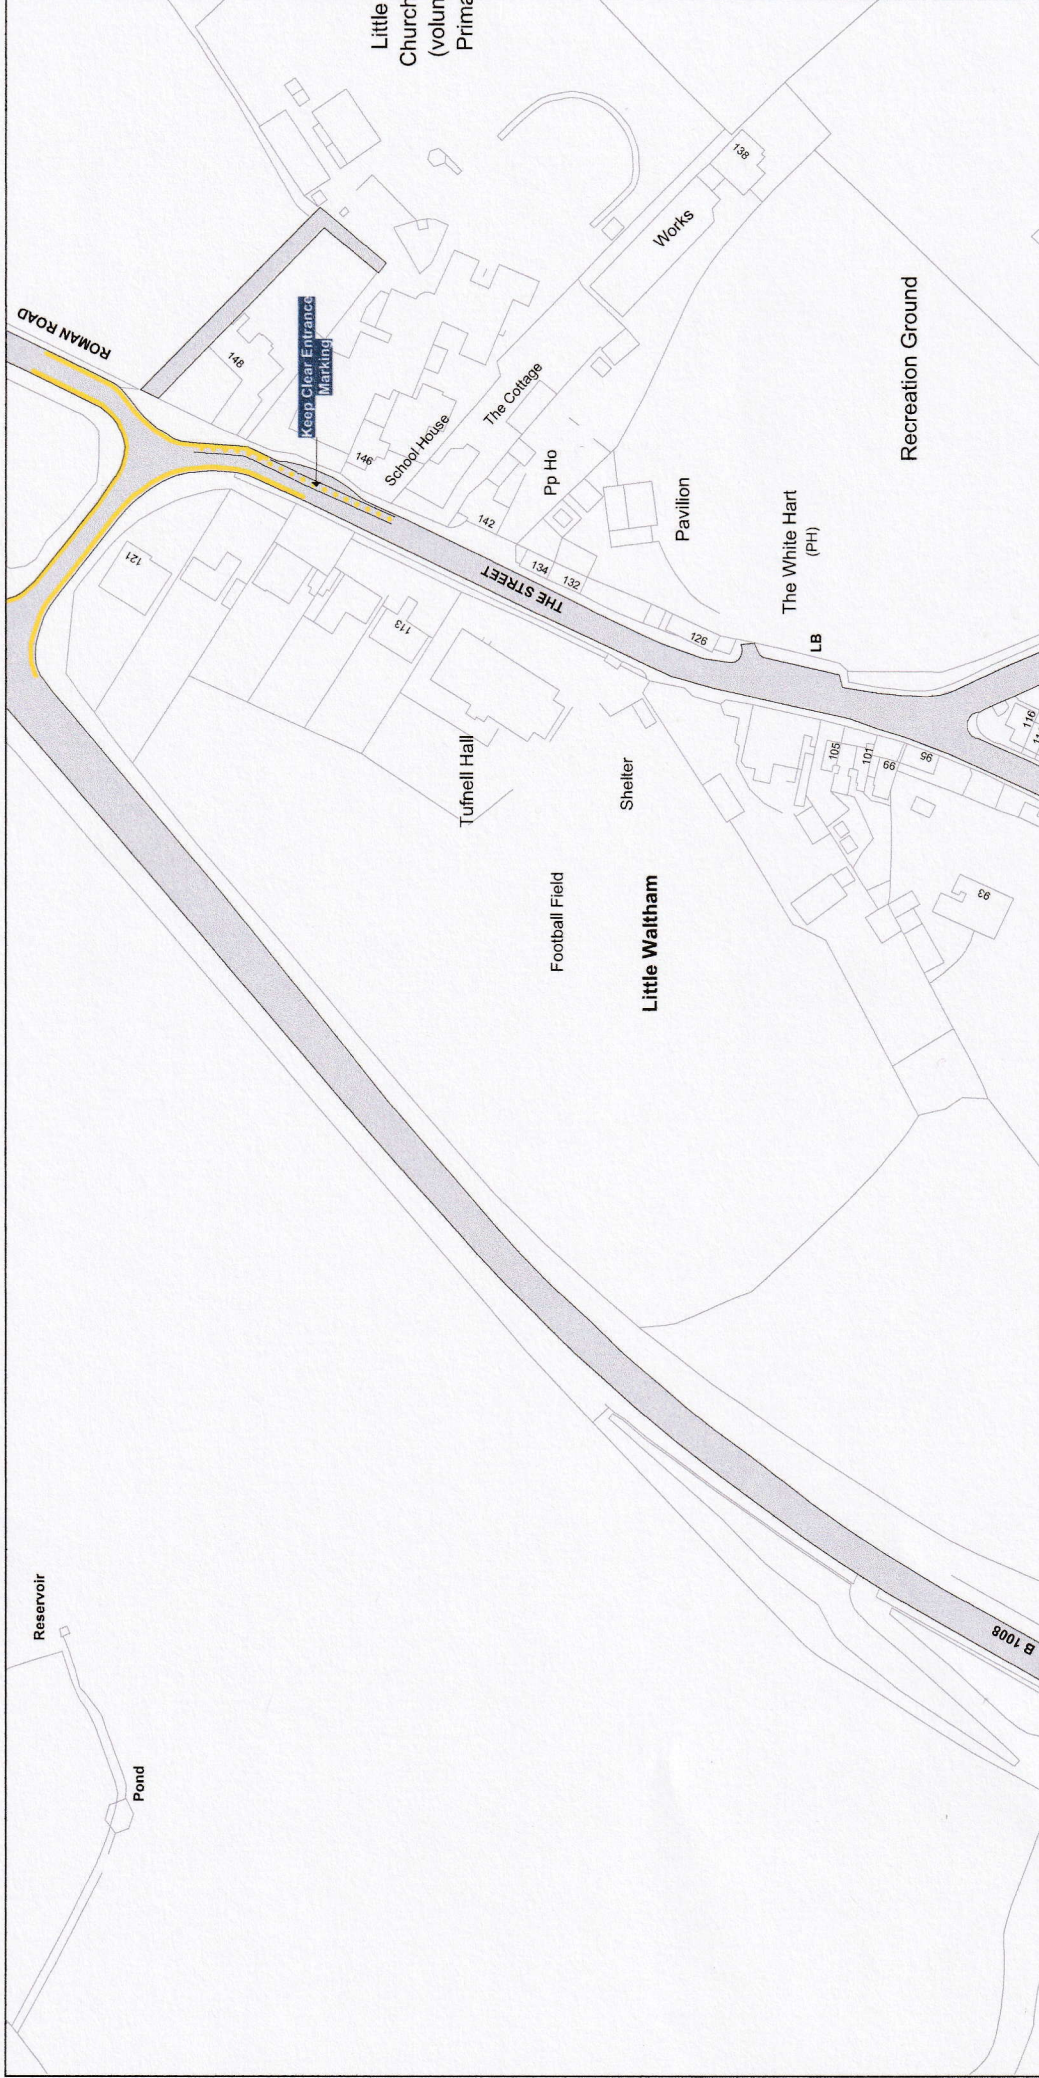 Little
Church
(volun
Prima
ROMAN ROAD
148
Keep Clear Entrance
Marking
146
School House
The Cottage
Works
138
142
Pp Ho
Recreation Ground
Pavilion
134
132
THE STREET
The White Hart
(PH)
126
LB
121
113
Tufnell Hall
Shelter
105
101
99
95
116
11
Football Field
Little Waltham
93
B 1008
Reservoir
Pond